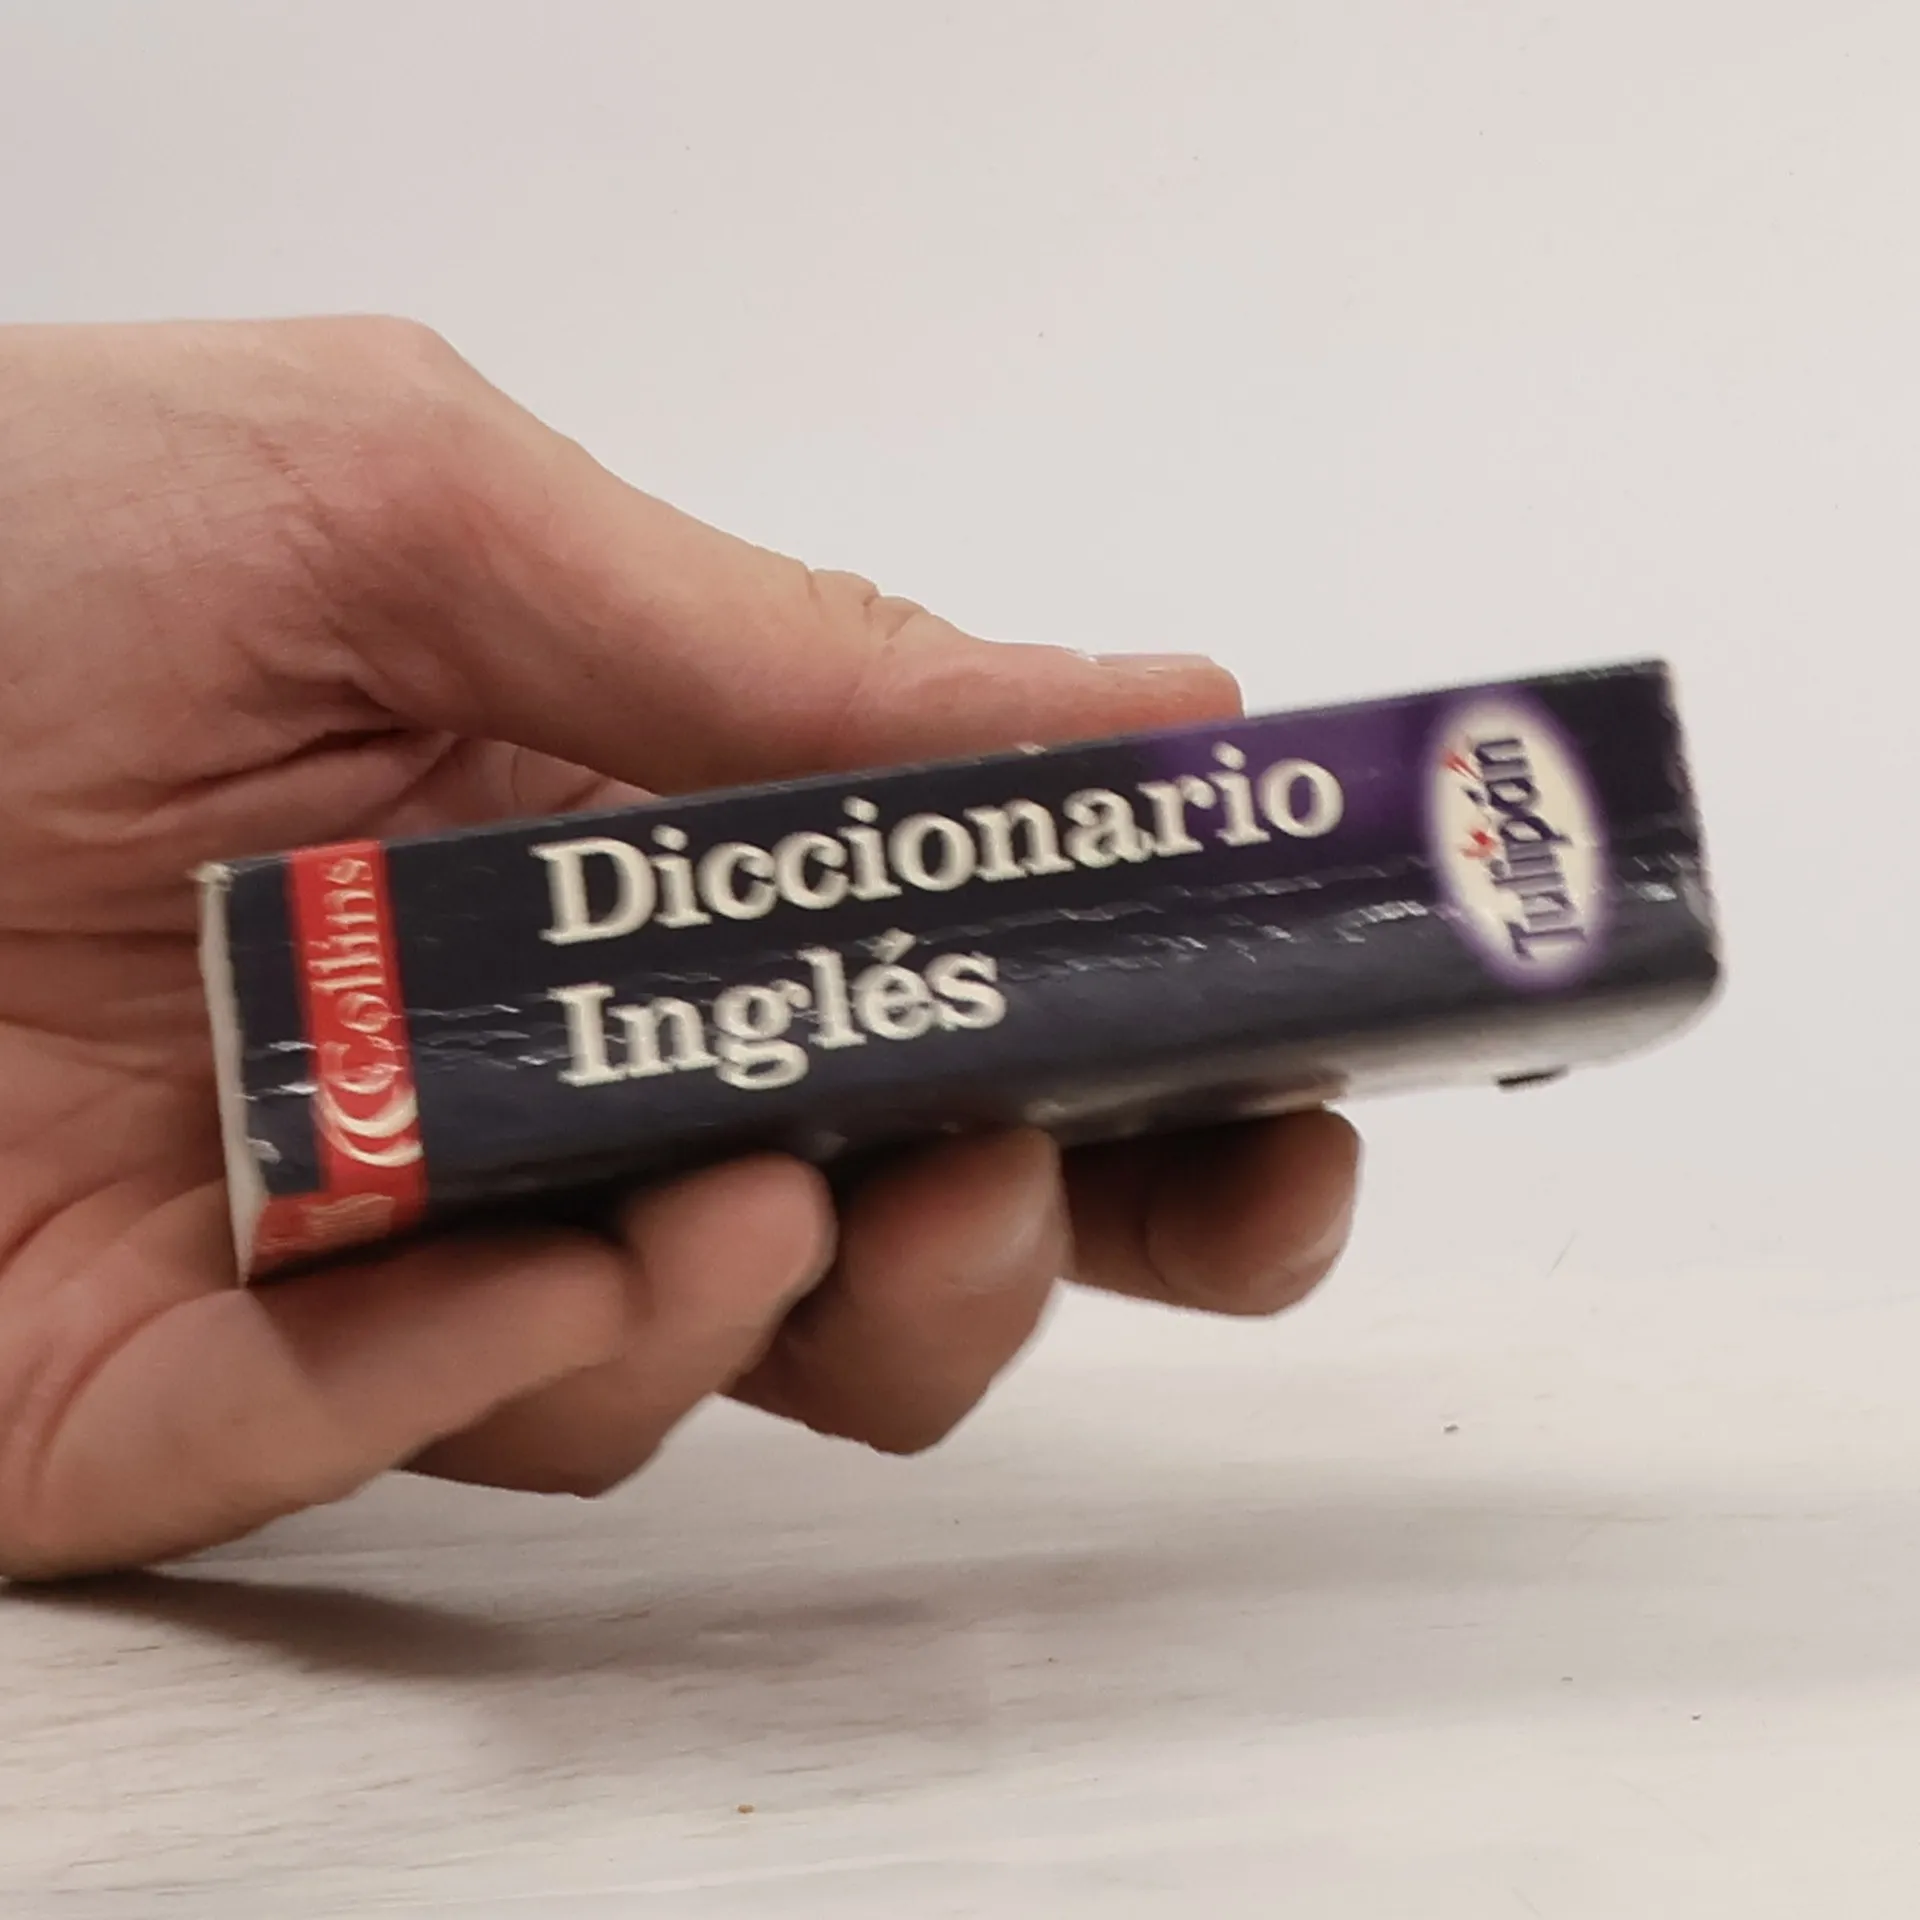 Collins
Diccionario
Inglés
Tulipán